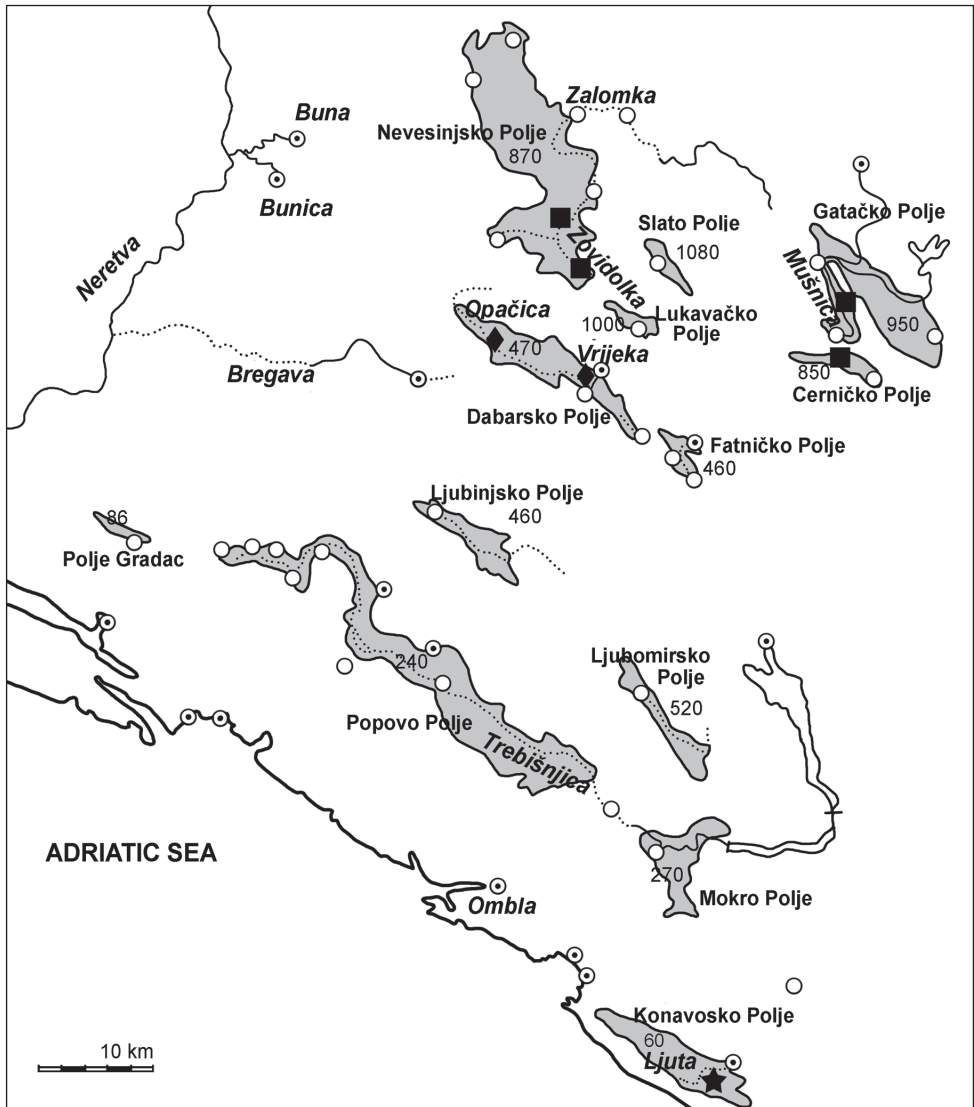 Zalomka
Buna
Nevesinjsko Polje
870
Bunica
Slato Polje
1080
Gatačko Polje
Neretva
Zovidolka
Mušnica
Opačica
1000
Lukavačko
Polje
950
470
Vrijeka
850
Bregava
Cerničko Polje
Dabarsko Polje
Fatničko Polje
460
Ljubinjsko Polje
460
86
Polje Gradac
240
Ljubomirsko
Polje
520
Popovo Polje
Trebišnjica
ADRIATIC SEA
270
Mokro Polje
Ombla
Konavosko Polje
60
Ljuta
10 km